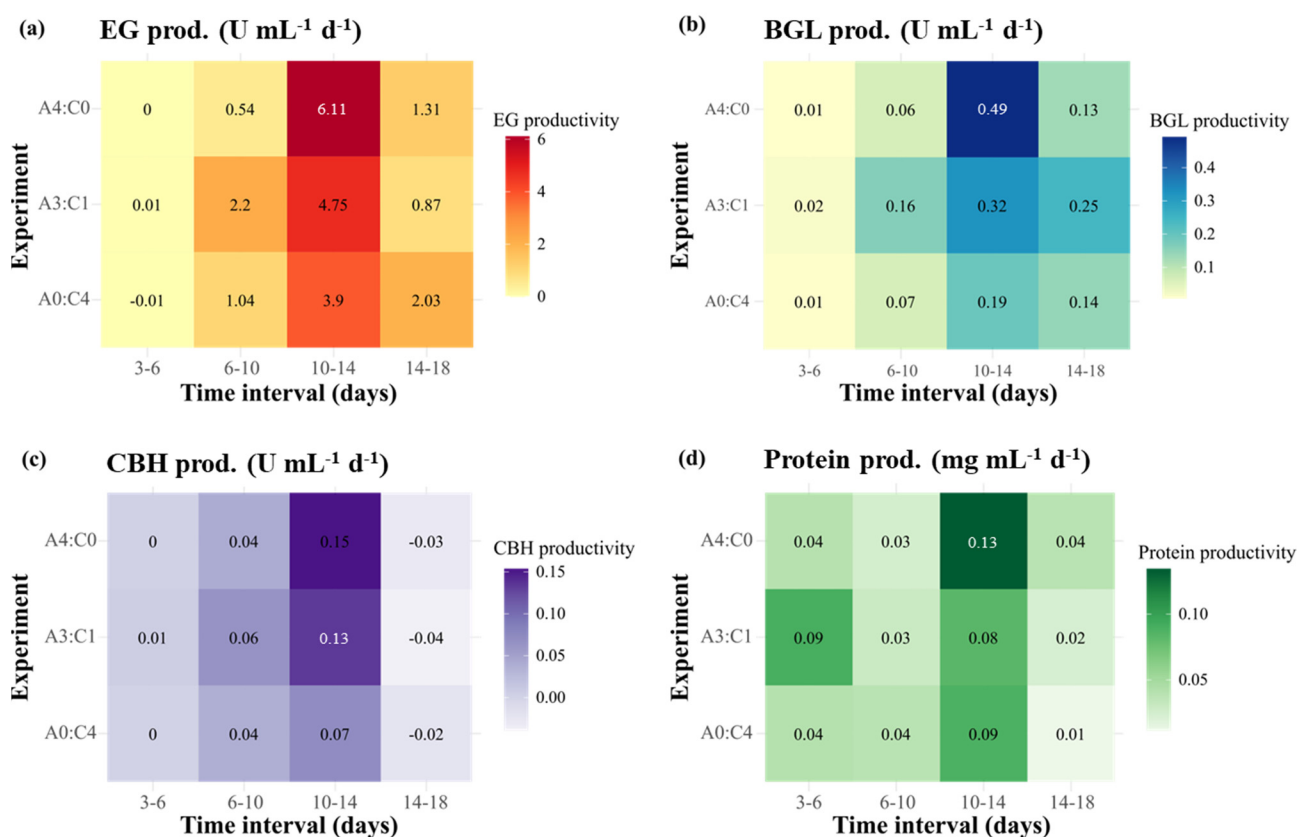 (a) EG prod. (U mL⁻¹ d⁻¹)
Experiment
A4:C0 0 0.54 6.11 1.31
A3:C1 0.01 2.2 4.75 0.87
A0:C4 -0.01 1.04 3.9 2.03
3-6 6-10 10-14 14-18
Time interval (days)
EG productivity
6
4
2
0
(b) BGL prod. (U mL⁻¹ d⁻¹)
Experiment
A4:C0 0.01 0.06 0.49 0.13
A3:C1 0.02 0.16 0.32 0.25
A0:C4 0.01 0.07 0.19 0.14
3-6 6-10 10-14 14-18
Time interval (days)
BGL productivity
0.4
0.3
0.2
0.1
(c) CBH prod. (U mL⁻¹ d⁻¹)
Experiment
A4:C0 0 0.04 0.15 -0.03
A3:C1 0.01 0.06 0.13 -0.04
A0:C4 0 0.04 0.07 -0.02
3-6 6-10 10-14 14-18
Time interval (days)
CBH productivity
0.15
0.10
0.05
0.00
(d) Protein prod. (mg mL⁻¹ d⁻¹)
Experiment
A4:C0 0.04 0.03 0.13 0.04
A3:C1 0.09 0.03 0.08 0.02
A0:C4 0.04 0.04 0.09 0.01
3-6 6-10 10-14 14-18
Time interval (days)
Protein productivity
0.10
0.05